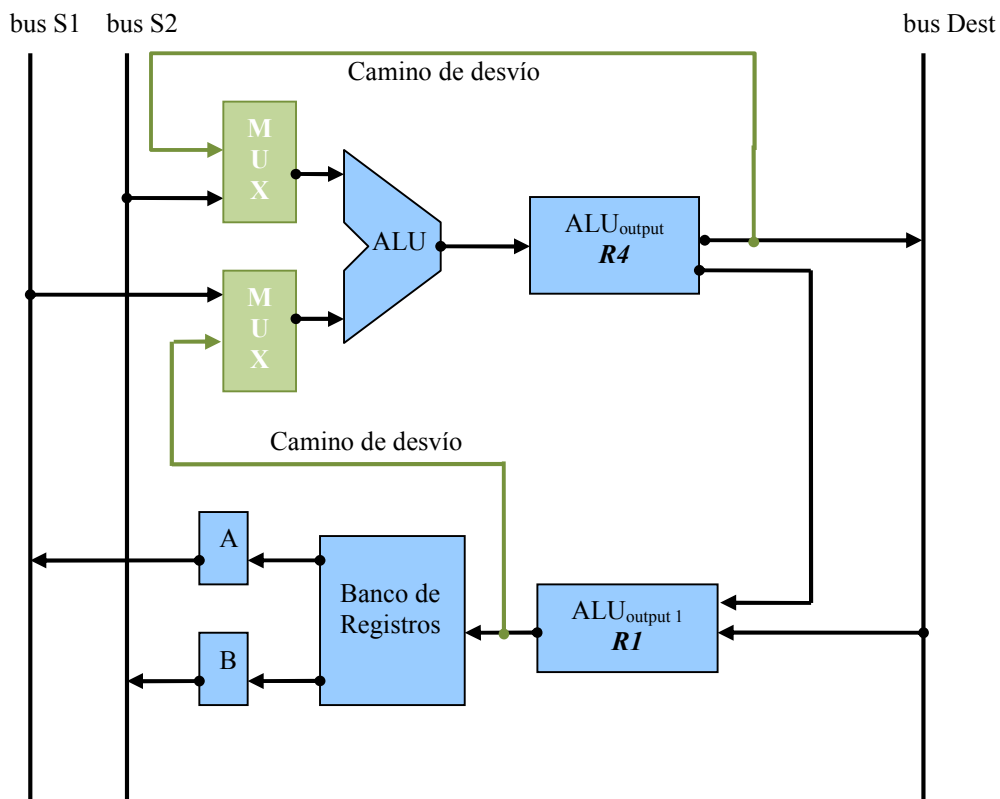 bus S1
bus S2
bus Dest
Camino de desvío
M
U
X
ALU
ALUoutput
R4
M
U
X
Camino de desvío
A
Banco de
Registros
ALUoutput 1
R1
B